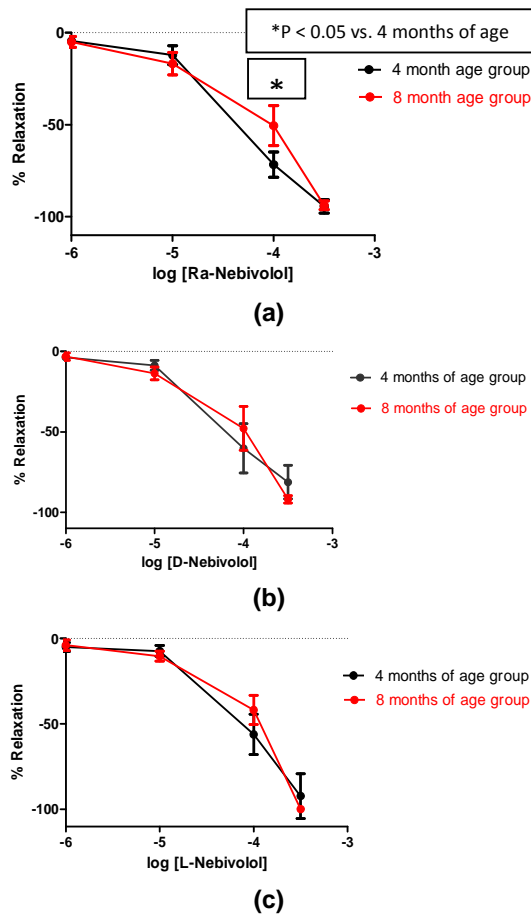 *P < 0.05 vs. 4 months of age
4 month age group
8 month age group
*
0
-50
-100
% Relaxation
-6
-5
-4
-3
log [Ra-Nebivolol]
(a)
4 months of age group
8 months of age group
0
-50
-100
% Relaxation
-6
-5
-4
-3
log [D-Nebivolol]
(b)
4 months of age group
8 months of age group
0
-50
-100
% Relaxation
-6
-5
-4
-3
log [L-Nebivolol]
(c)